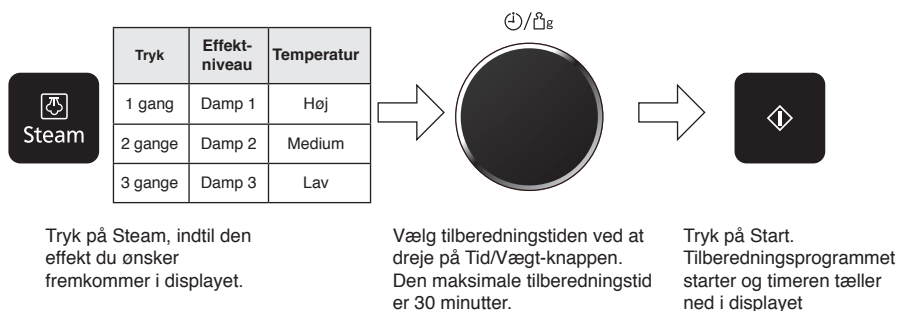 /g
Steam
Tryk Effekt- Temperatur
niveau
1 gang Damp 1 Høj
2 gange Damp 2 Medium
3 gange Damp 3 Lav
Tryk på Steam, indtil den
effekt du ønsker
fremkommer i displayet.
Vælg tilberedningstiden ved at
dreje på Tid/Vægt-knappen.
Den maksimale tilberedningstid
er 30 minutter.
Tryk på Start.
Tilberedningsprogrammet
starter og timeren tæller
ned i displayet